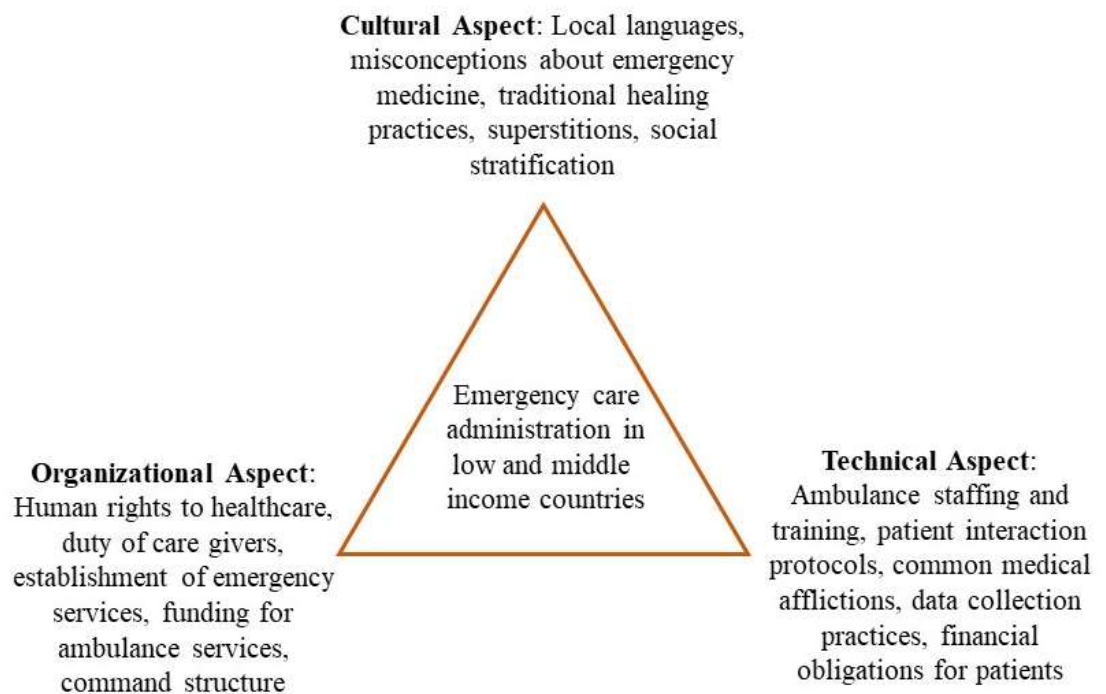 Cultural Aspect: Local languages,
misconceptions about emergency
medicine, traditional healing
practices, superstitions, social
stratification
Emergency care
administration in
low and middle
income countries
Organizational Aspect:
Human rights to healthcare,
duty of care givers,
establishment of emergency
services, funding for
ambulance services,
command structure
Technical Aspect:
Ambulance staffing and
training, patient interaction
protocols, common medical
afflictions, data collection
practices, financial
obligations for patients